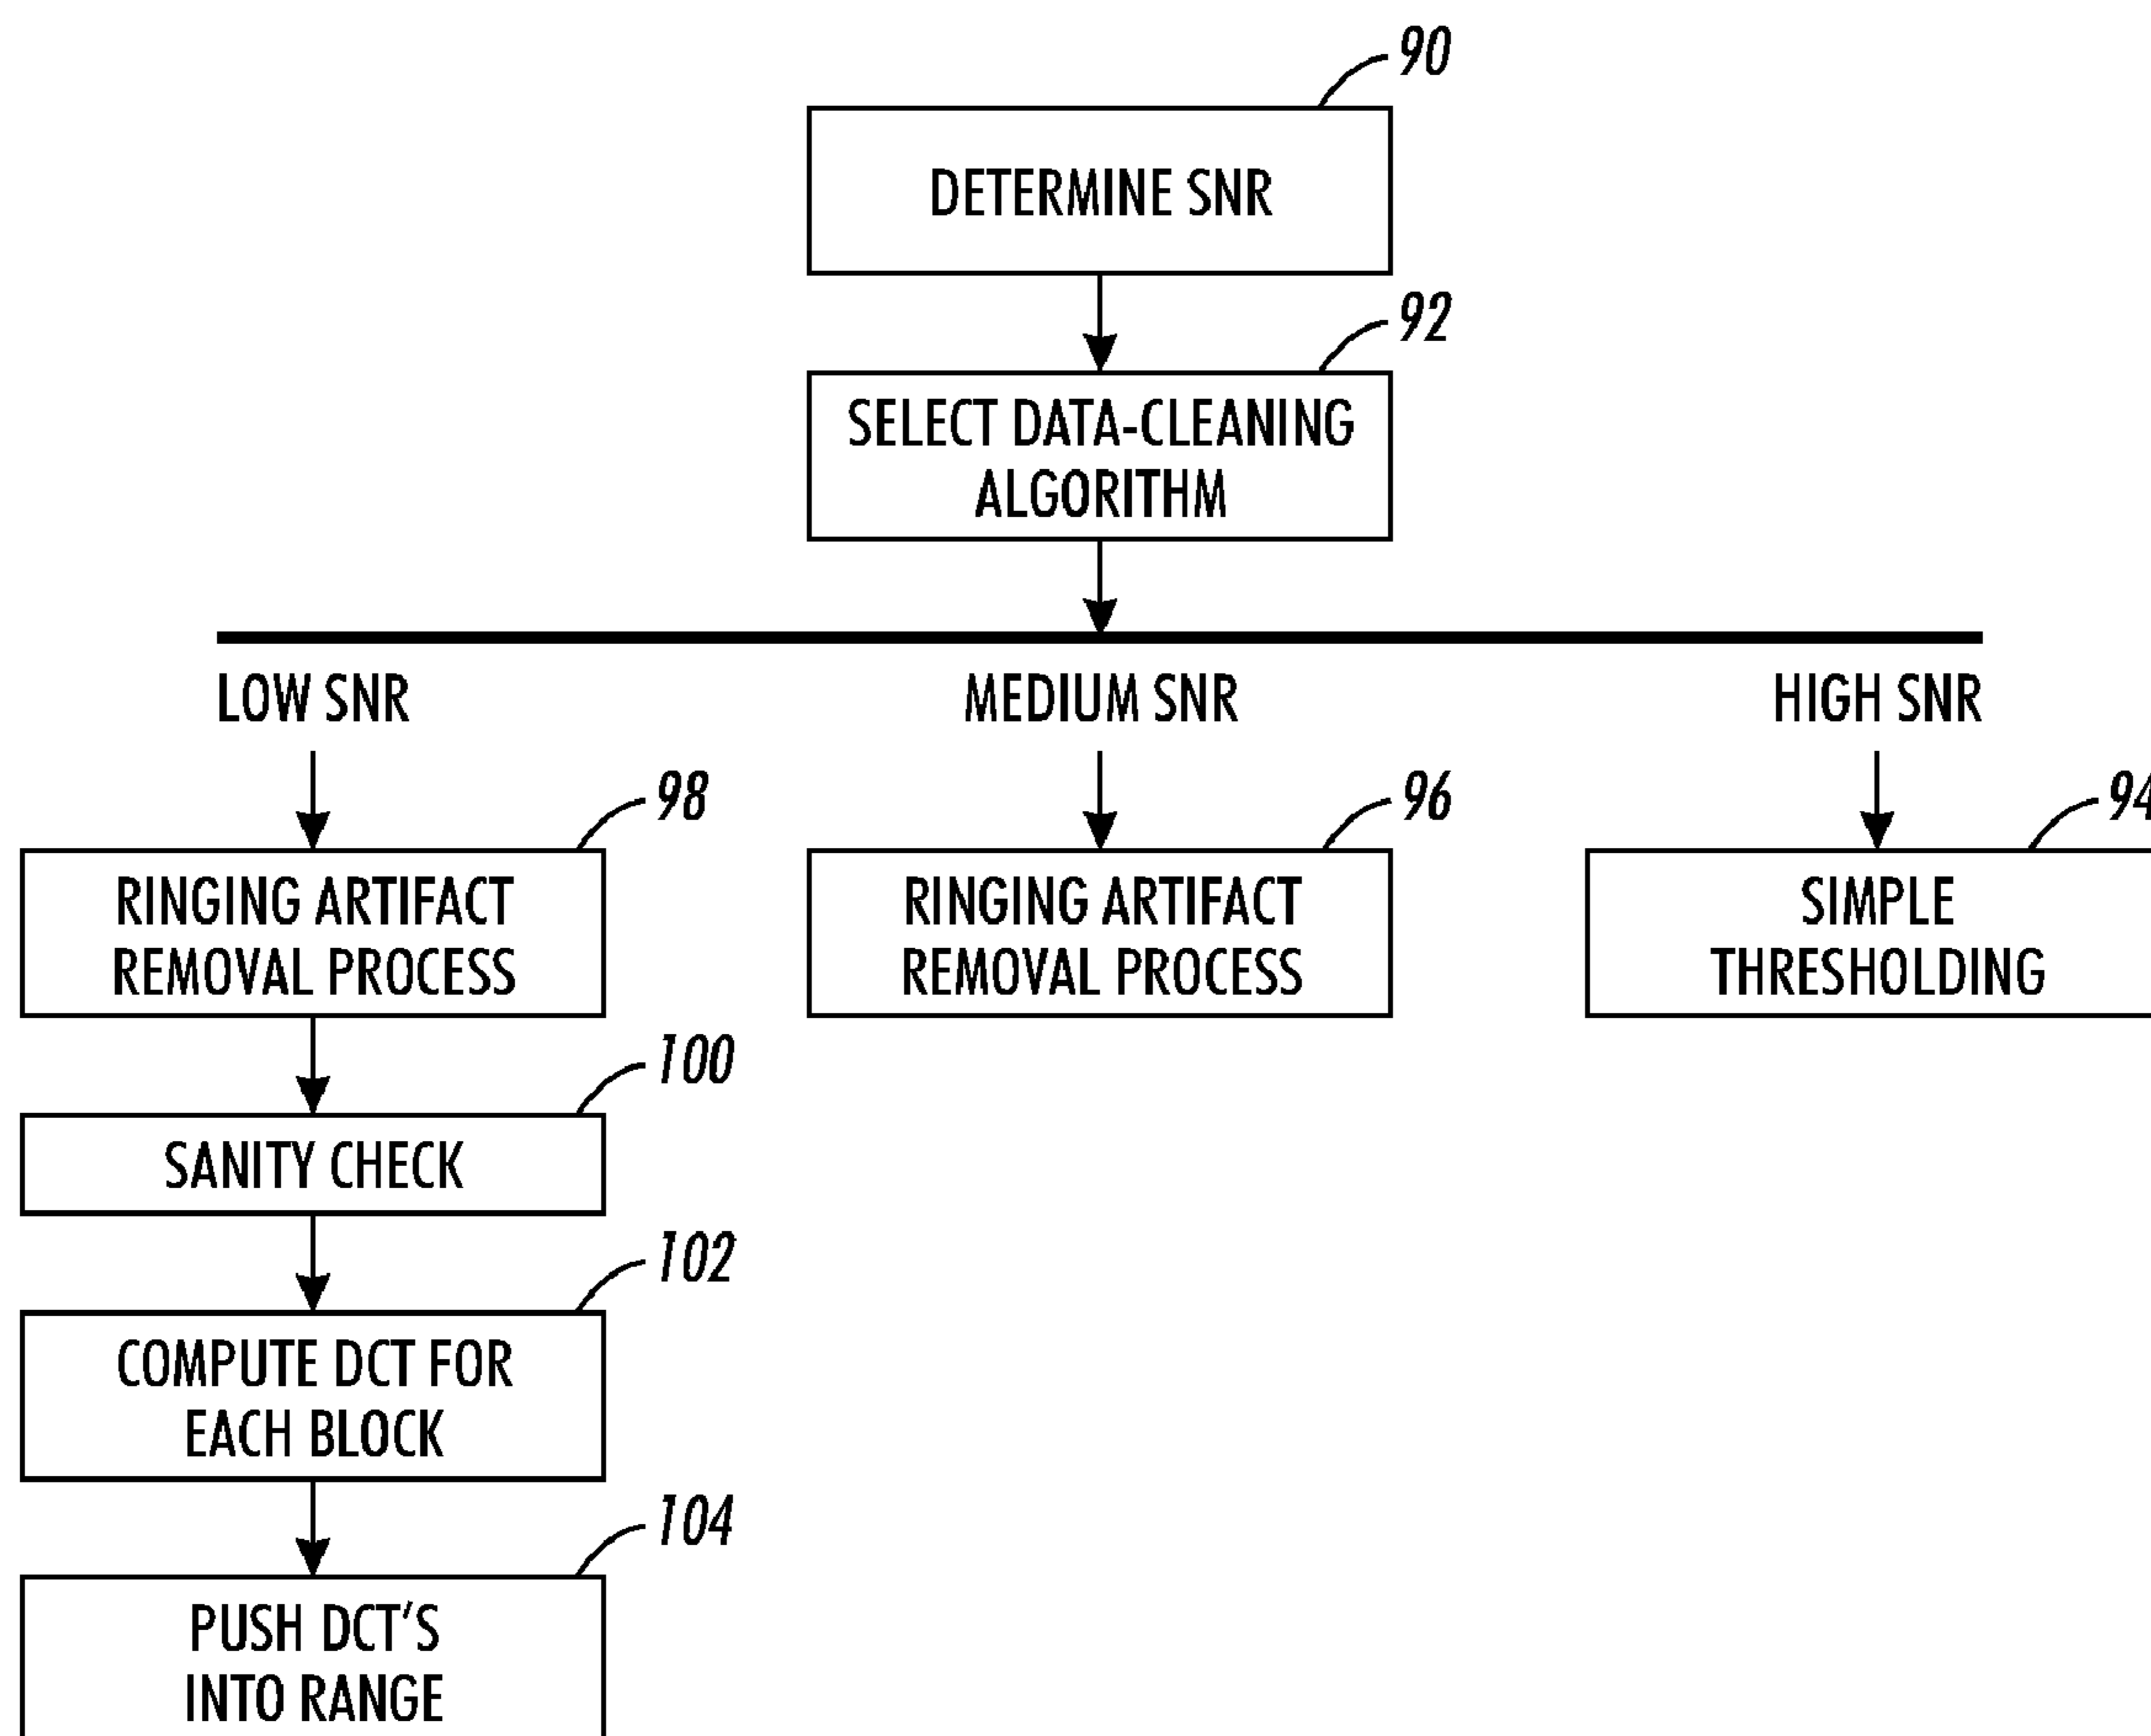 90
DETERMINE SNR
92
SELECT DATA-CLEANING
ALGORITHM
LOW SNR
MEDIUM SNR
HIGH SNR
98
96
94
RINGING ARTIFACT
REMOVAL PROCESS
RINGING ARTIFACT
REMOVAL PROCESS
SIMPLE
THRESHOLDING
100
SANITY CHECK
102
COMPUTE DCT FOR
EACH BLOCK
104
PUSH DCT'S
INTO RANGE